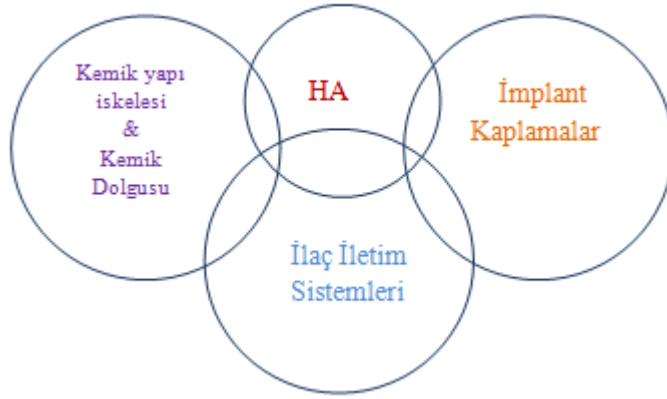 Kemik yapı
iskelesi
&
Kemik
Dolgusu
HA
İmplant
Kaplamalar
İlaç İletim
Sistemleri